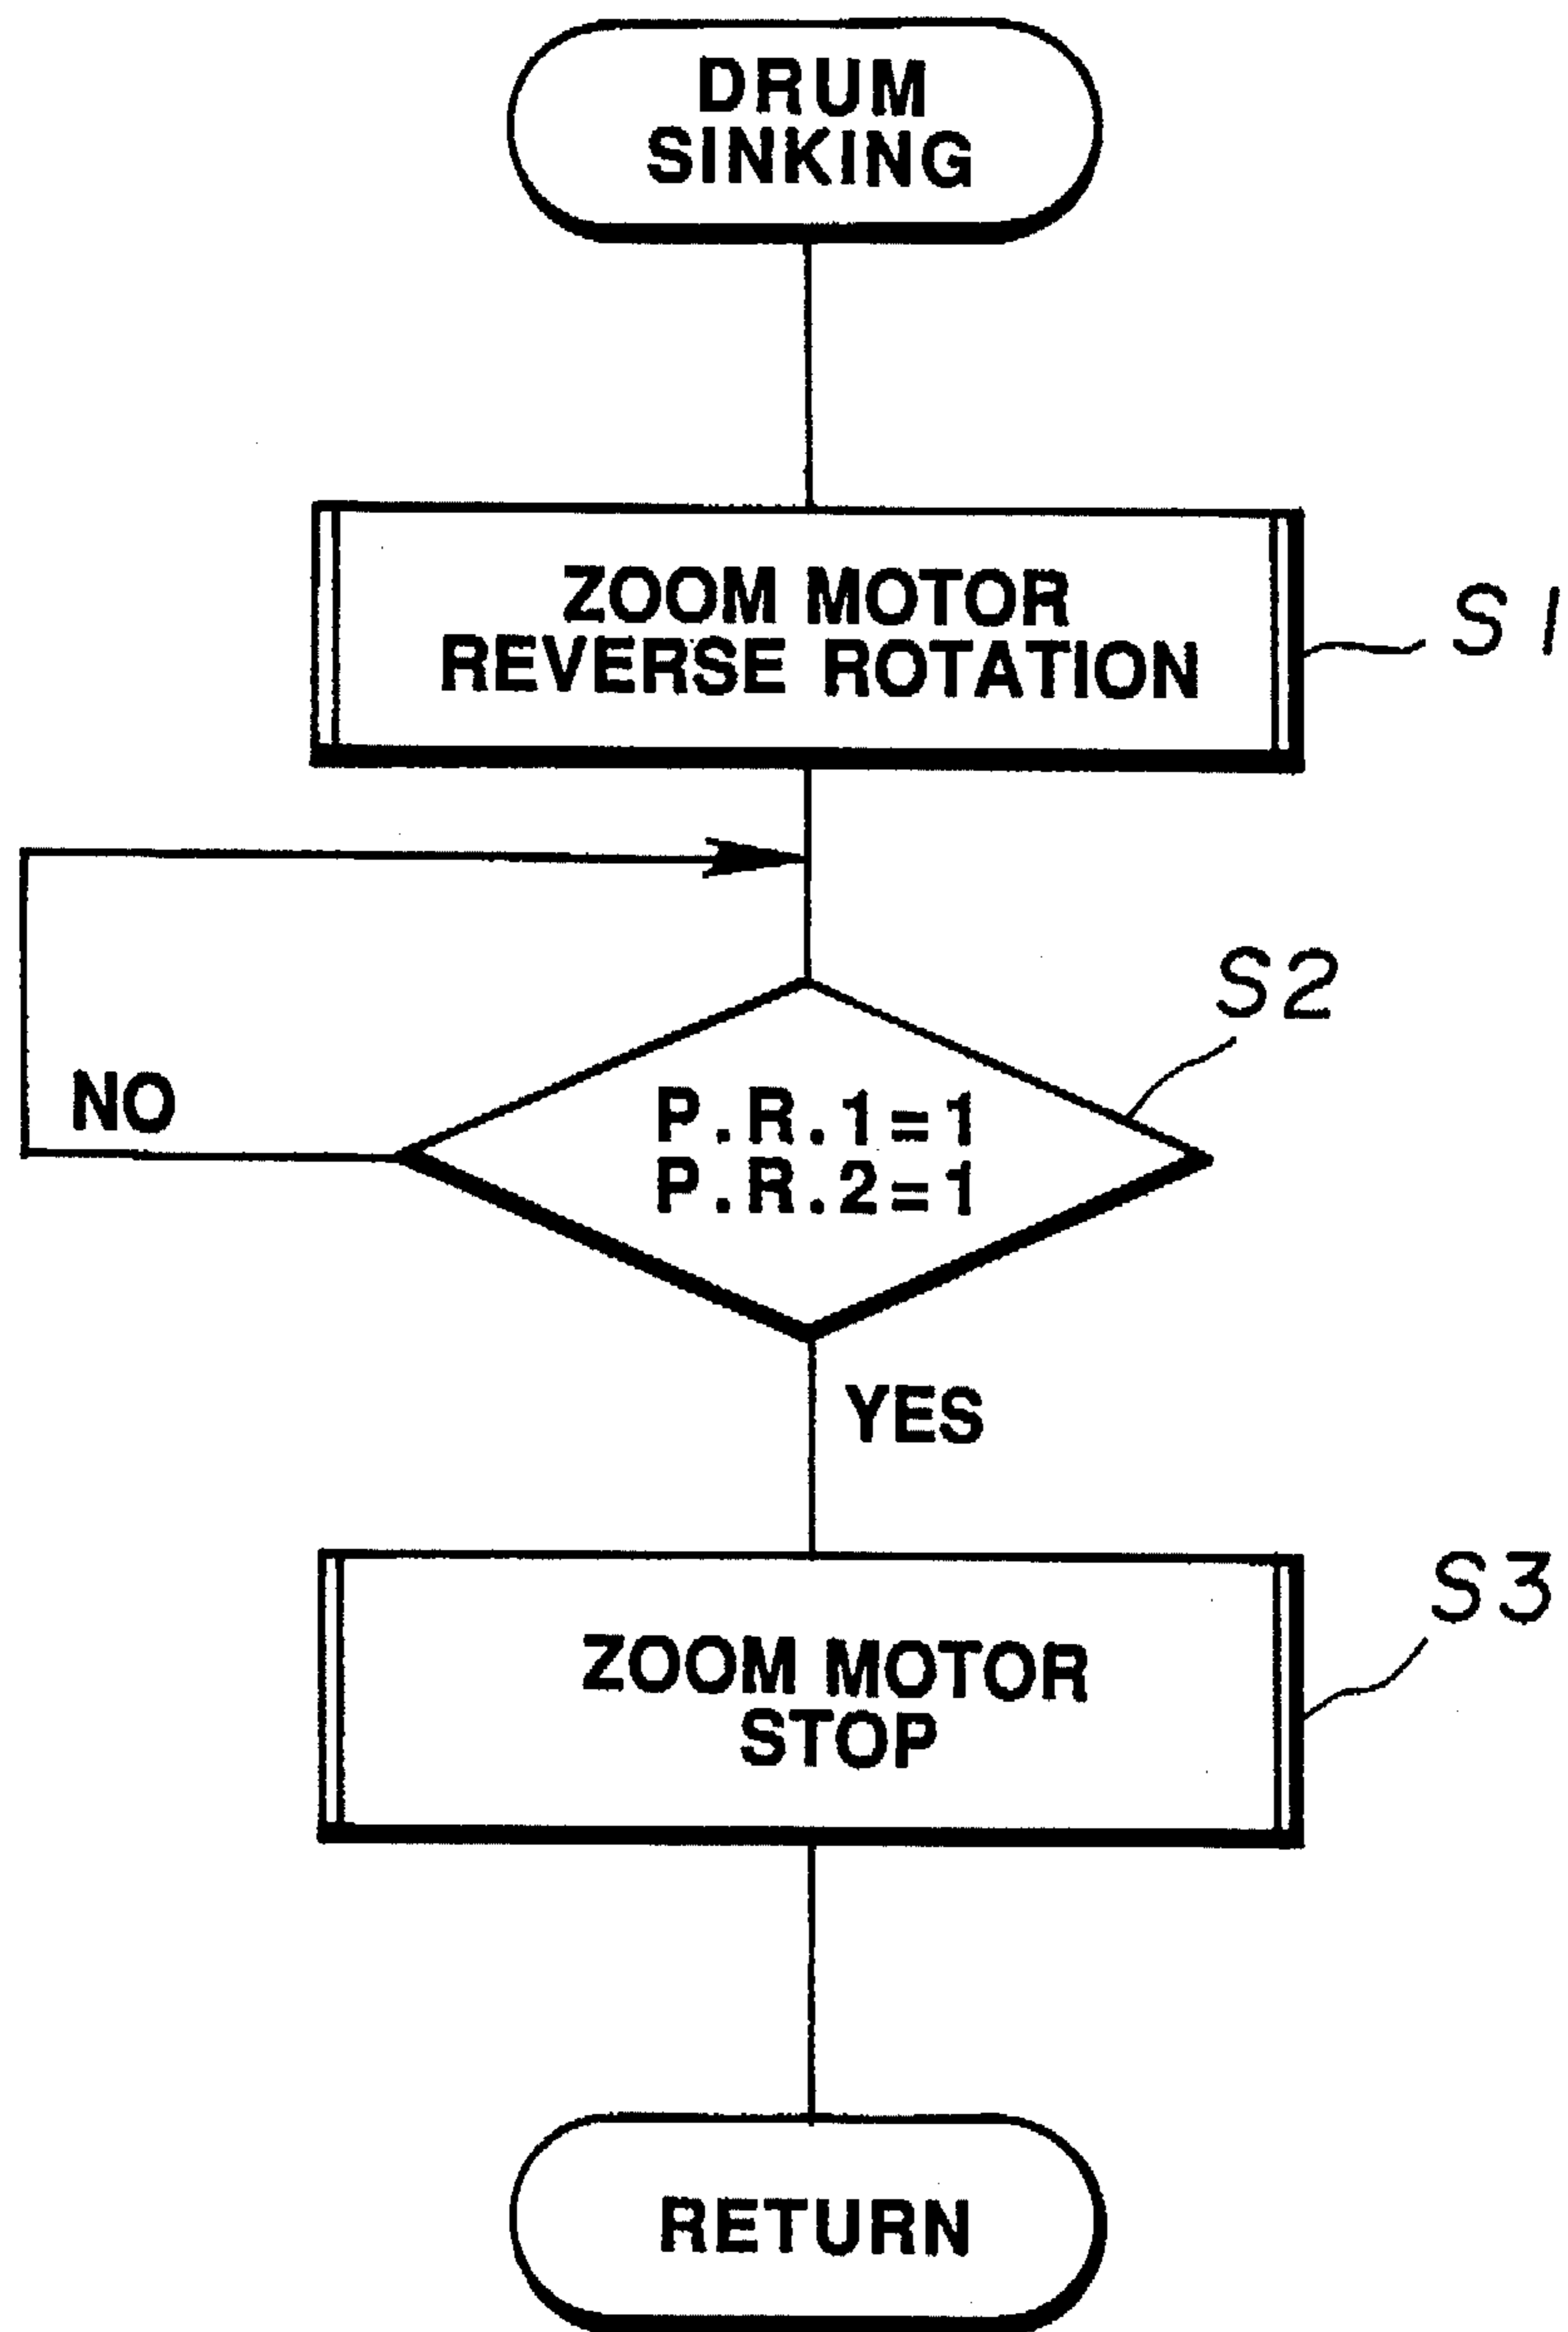 DRUM
SINKING
ZOOM MOTOR
REVERSE ROTATION
S1
S2
NO
P.R.1=1
P.R.2=1
YES
S3
ZOOM MOTOR
STOP
RETURN